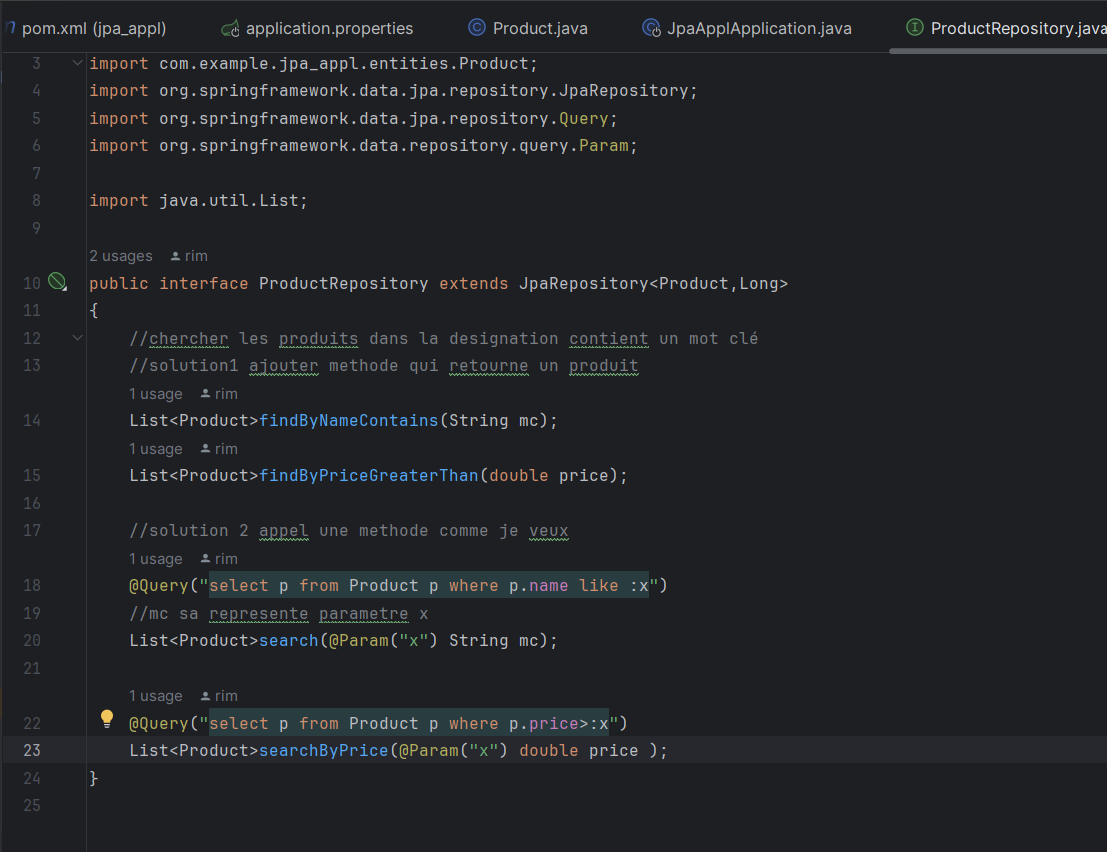 pom.xml (jpa_appl) application.properties Product.java JpaApplApplication.java ProductRepository.java
3 import com.example.jpa_appl.entities.Product;
4 import org.springframework.data.jpa.repository.JpaRepository;
5 import org.springframework.data.jpa.repository.Query;
6 import org.springframework.data.repository.query.Param;
7
8 import java.util.List;
9
2 usages rim
10 public interface ProductRepository extends JpaRepository<Product,Long>
11 {
12 //chercher les produits dans la designation contient un mot clé
13 //solution1 ajouter methode qui retourne un produit
1 usage rim
14 List<Product>findByNameContains(String mc);
1 usage rim
15 List<Product>findByPriceGreaterThan(double price);
16
17 //solution 2 appel une methode comme je veux
1 usage rim
18 @Query("select p from Product p where p.name like :x")
19 //mc sa represente parametre x
20 List<Product>search(@Param("x") String mc);
21
1 usage rim
22 @Query("select p from Product p where p.price>:x")
23 List<Product>searchByPrice(@Param("x") double price );
24 }
25